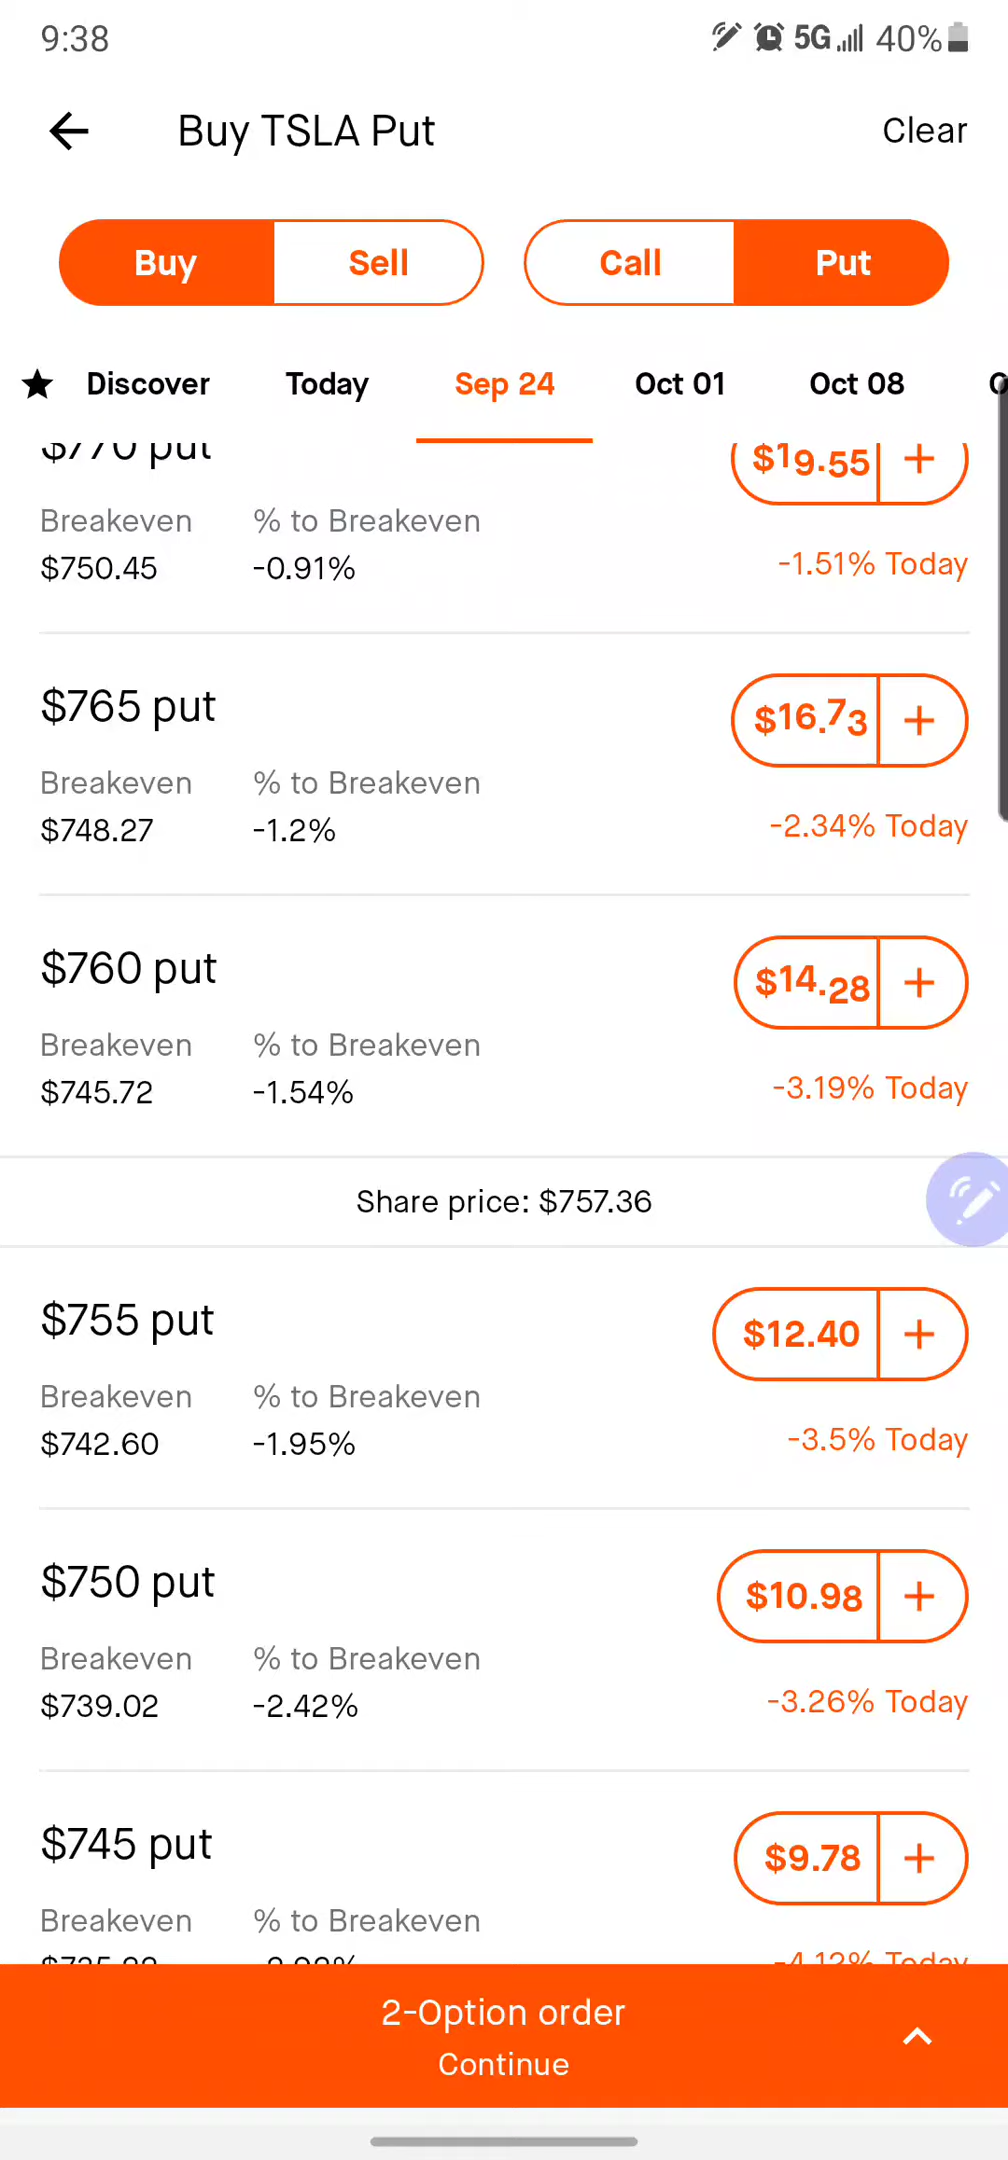 9:38 5G 40%
Buy TSLA Put Clear
Buy Sell Call Put
Discover Today Sep 24 Oct 01 Oct 08
$770 put $19.55 +
Breakeven % to Breakeven
$750.45 -0.91% -1.51% Today
$765 put $16.73 +
Breakeven % to Breakeven
$748.27 -1.2% -2.34% Today
$760 put $14.28 +
Breakeven % to Breakeven
$745.72 -1.54% -3.19% Today
Share price: $757.36
$755 put $12.40 +
Breakeven % to Breakeven
$742.60 -1.95% -3.5% Today
$750 put $10.98 +
Breakeven % to Breakeven
$739.02 -2.42% -3.26% Today
$745 put $9.78 +
Breakeven % to Breakeven
-4.12% Today
2-Option order
Continue